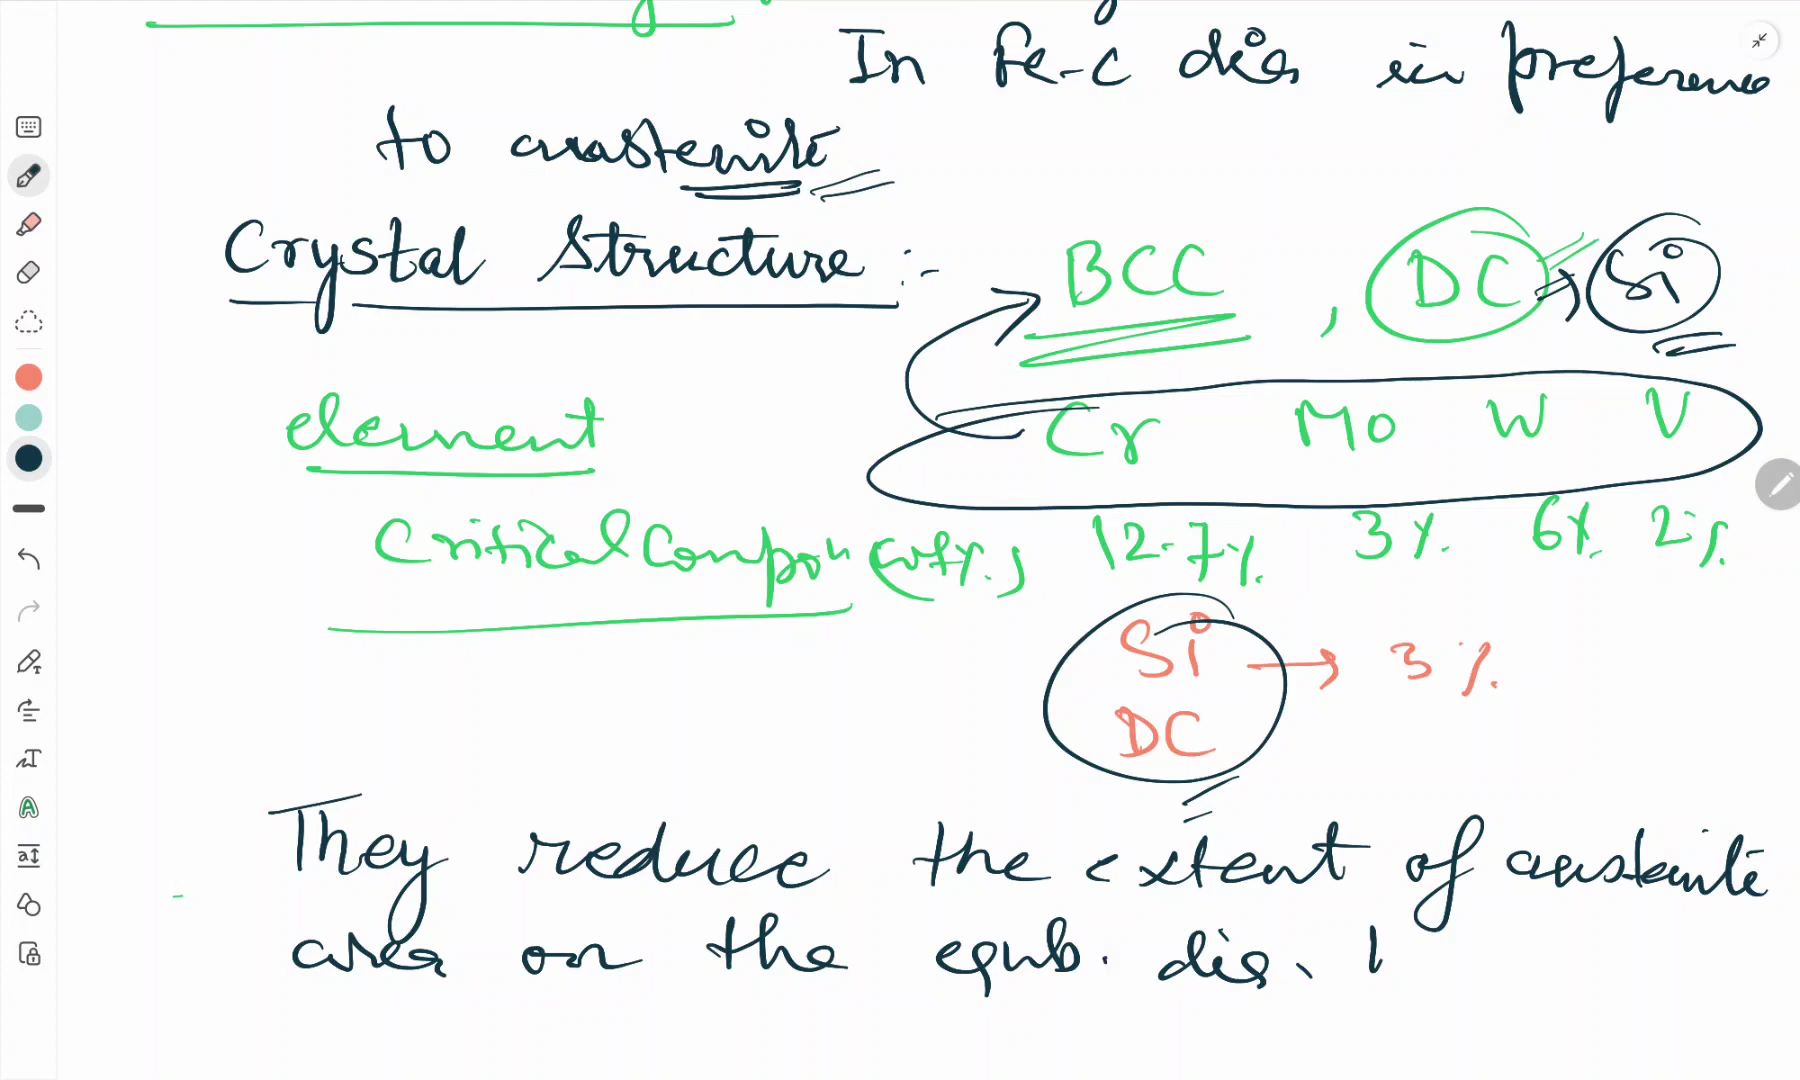 In Fe-C dia in preference
to austenite
Crystal Structure :- BCC , DC → Si
element Cr Mo W V
Critical Compon (wt%) 12.7% 3% 6% 2%
Si → 3%
DC
They reduce the extent of austenite
area on the equb. dia.